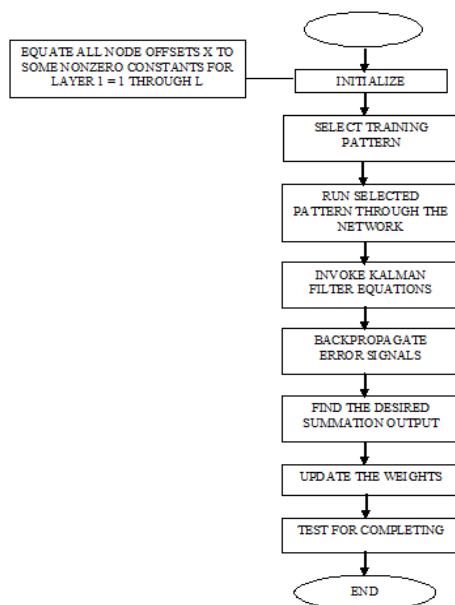 EQUATE ALL NODE OFFSETS X TO
SOME NONZERO CONSTANTS FOR
LAYER 1 = 1 THROUGH L
INITIALIZE
SELECT TRAINING
PATTERN
RUN SELECTED
PATTERN THROUGH THE
NETWORK
INVOKE KALMAN
FILTER EQUATIONS
BACKPROPAGATE
ERROR SIGNALS
FIND THE DESIRED
SUMMATION OUTPUT
UPDATE THE WEIGHTS
TEST FOR COMPLETING
END